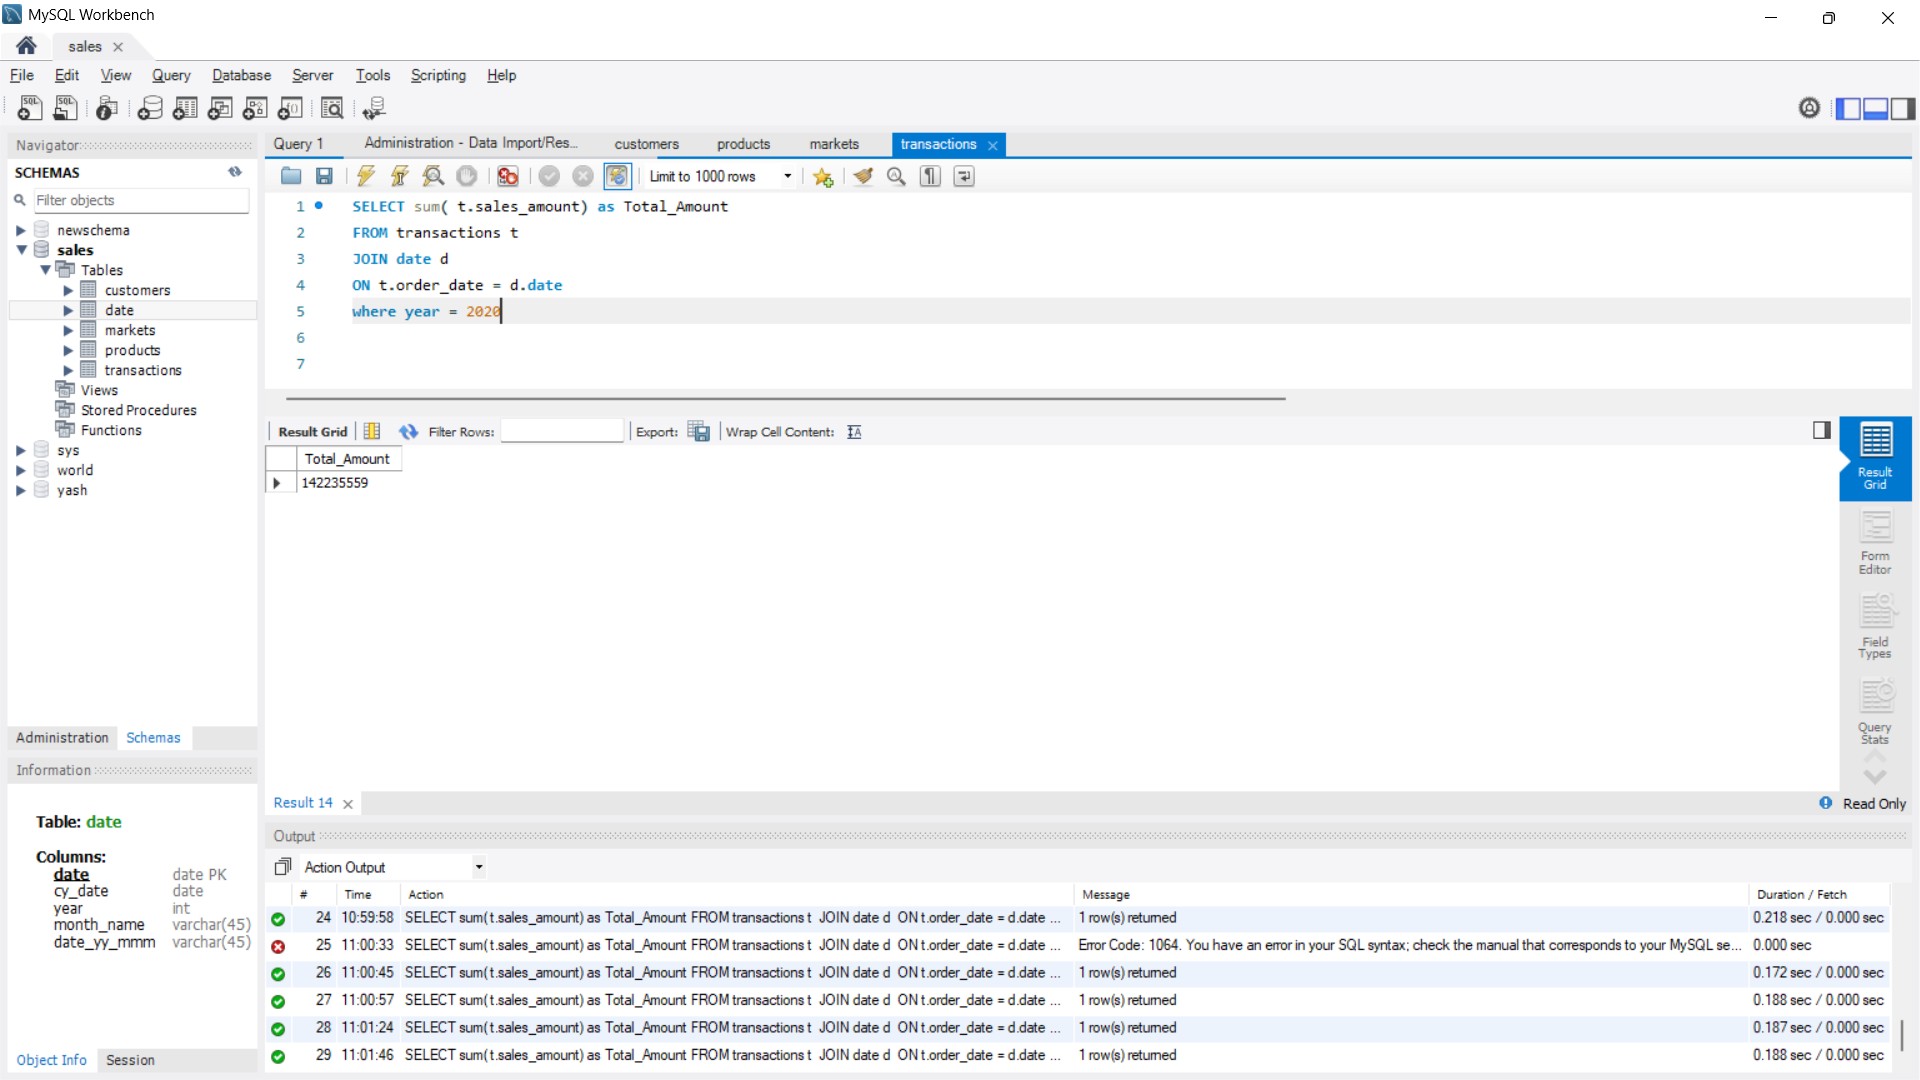 MySQL Workbench
sales
File Edit View Query Database Server Tools Scripting Help
Navigator
SCHEMAS
Filter objects
newschema
sales
Tables
customers
date
markets
products
transactions
Views
Stored Procedures
Functions
sys
world
yash
Administration Schemas
Information
Table: date
Columns:
date date PK
cy_date date
year int
month_name varchar(45)
date_yy_mmm varchar(45)
Object Info Session
Query 1 Administration - Data Import/Res... customers products markets transactions
Limit to 1000 rows
1 SELECT sum( t.sales_amount) as Total_Amount
2 FROM transactions t
3 JOIN date d
4 ON t.order_date = d.date
5 where year = 2020
6
7
Result Grid Filter Rows: Export: Wrap Cell Content:
Total_Amount
142235559
Result Grid
Form Editor
Field Types
Query Stats
Result 14 Read Only
Output
Action Output
# Time Action Message Duration / Fetch
24 10:59:58 SELECT sum( t.sales_amount) as Total_Amount FROM transactions t JOIN date d ON t.order_date = d.date ... 1 row(s) returned 0.218 sec / 0.000 sec
25 11:00:33 SELECT sum( t.sales_amount) as Total_Amount FROM transactions t JOIN date d ON t.order_date = d.date ... Error Code: 1064. You have an error in your SQL syntax; check the manual that corresponds to your MySQL se... 0.000 sec
26 11:00:45 SELECT sum( t.sales_amount) as Total_Amount FROM transactions t JOIN date d ON t.order_date = d.date ... 1 row(s) returned 0.172 sec / 0.000 sec
27 11:00:57 SELECT sum( t.sales_amount) as Total_Amount FROM transactions t JOIN date d ON t.order_date = d.date ... 1 row(s) returned 0.188 sec / 0.000 sec
28 11:01:24 SELECT sum( t.sales_amount) as Total_Amount FROM transactions t JOIN date d ON t.order_date = d.date ... 1 row(s) returned 0.187 sec / 0.000 sec
29 11:01:46 SELECT sum( t.sales_amount) as Total_Amount FROM transactions t JOIN date d ON t.order_date = d.date ... 1 row(s) returned 0.188 sec / 0.000 sec